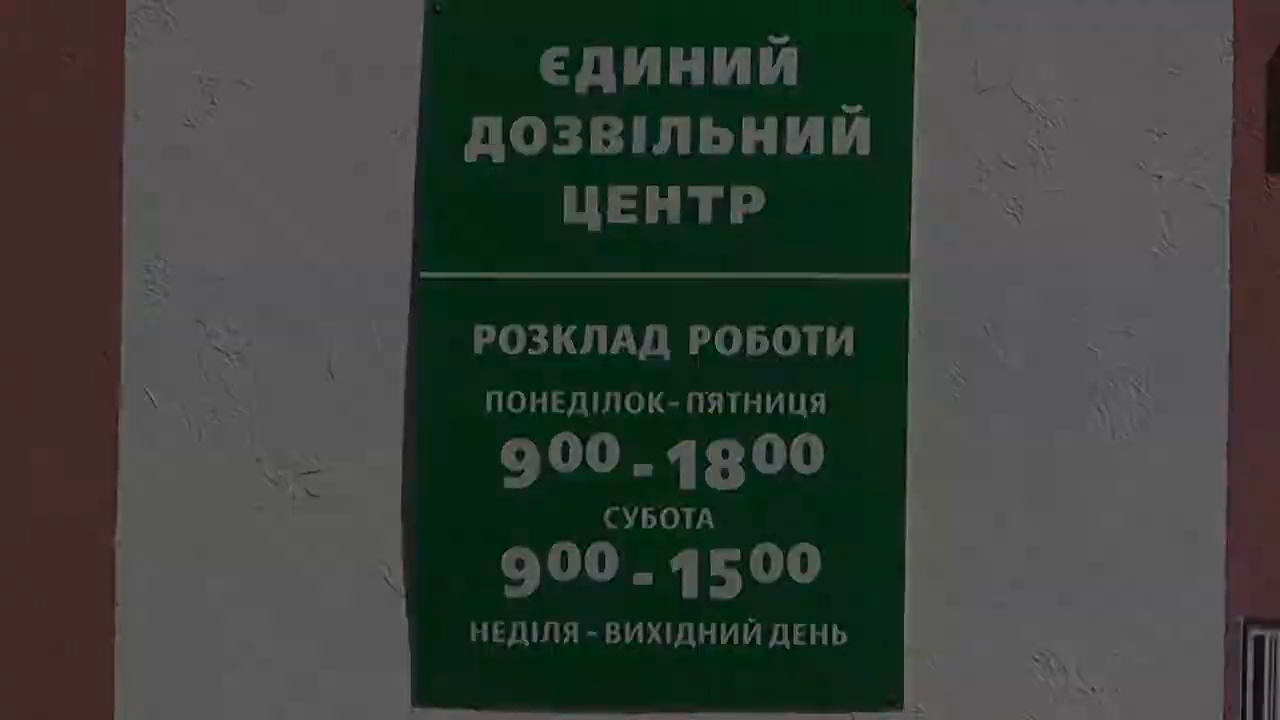 ЄДИНИЙ
ДОЗВІЛЬНИЙ
ЦЕНТР
РОЗКЛАД РОБОТИ
ПОНЕДІЛОК - П'ЯТНИЦЯ
9⁰⁰ - 18⁰⁰
СУБОТА
9⁰⁰ - 15⁰⁰
НЕДІЛЯ - ВИХІДНИЙ ДЕНЬ